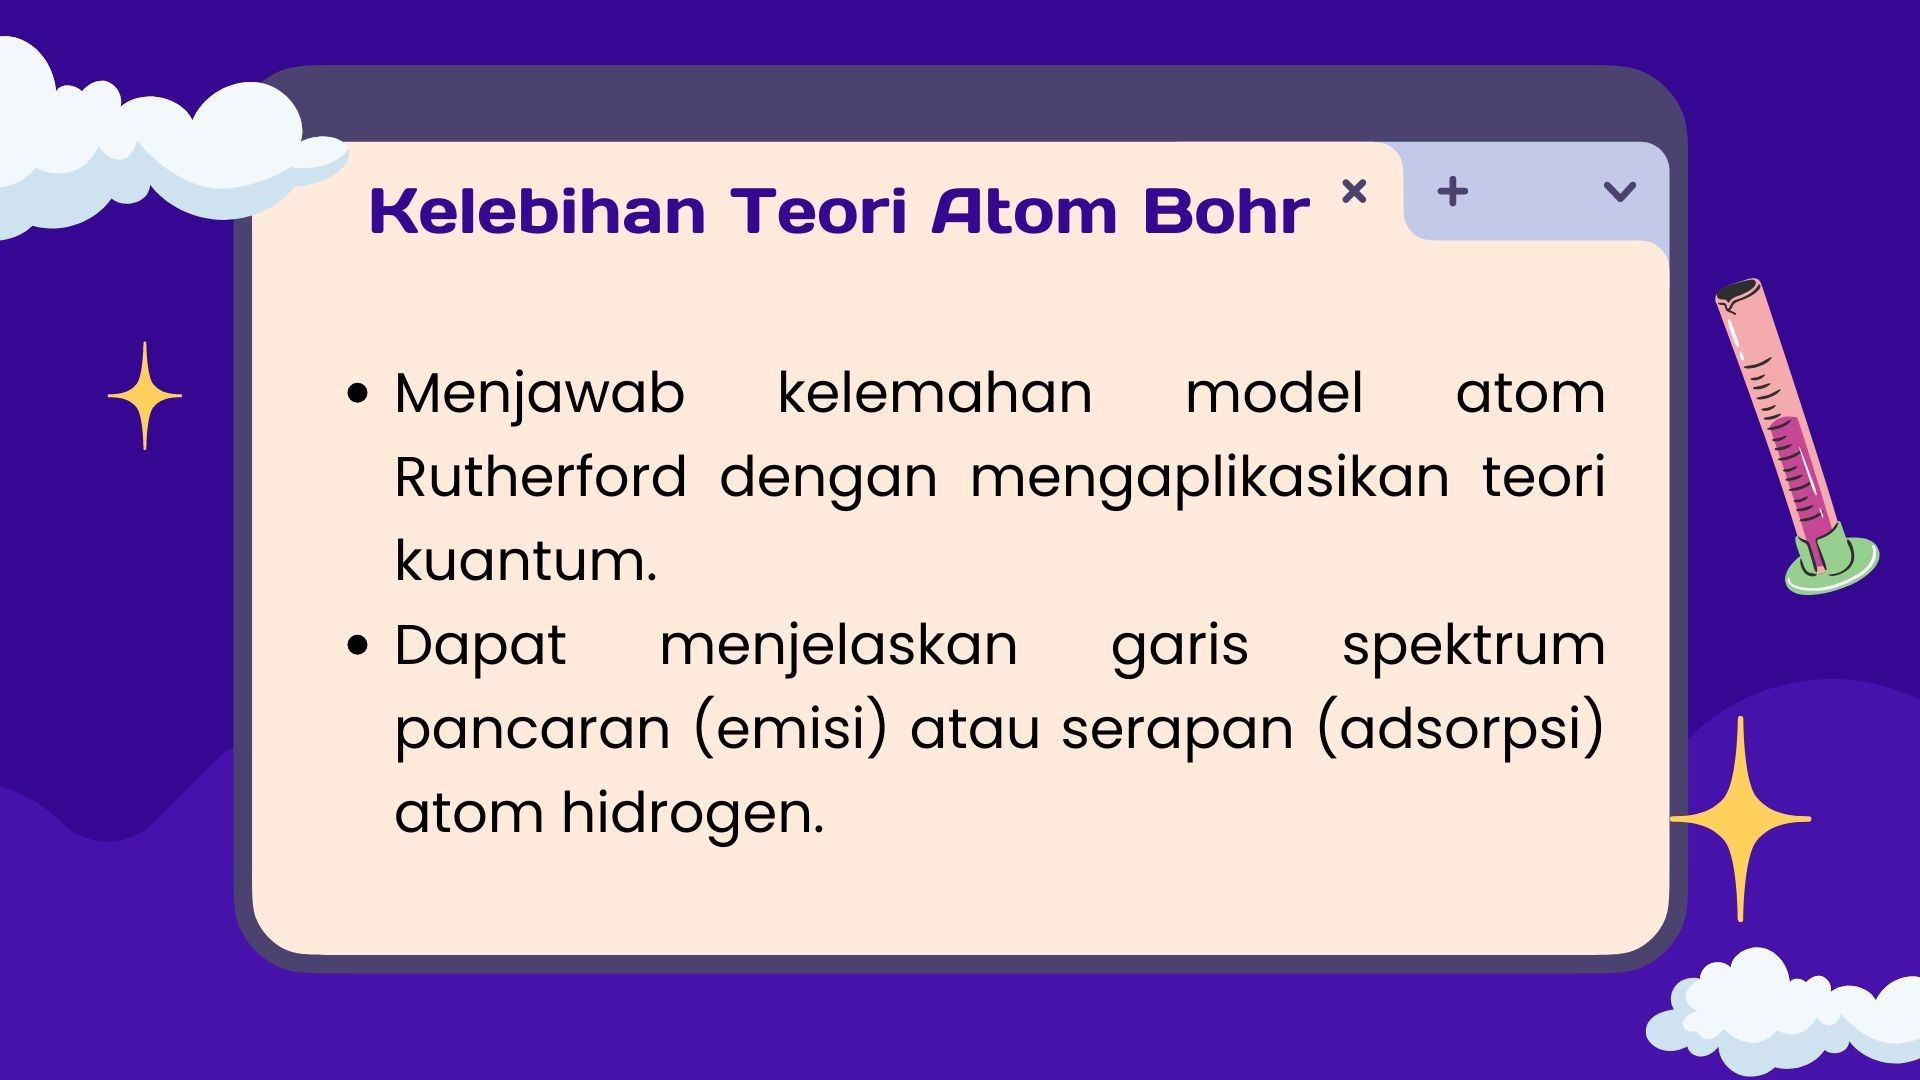 Kelebihan Teori Atom Bohr
• Menjawab kelemahan model atom
Rutherford dengan mengaplikasikan teori
kuantum.
• Dapat menjelaskan garis spektrum
pancaran (emisi) atau serapan (adsorpsi)
atom hidrogen.